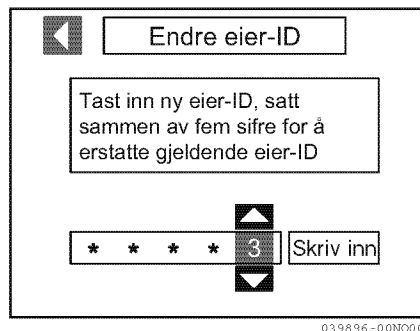 Endre eier-ID
Tast inn ny eier-ID, satt
sammen av fem sifre for å
erstatte gjeldende eier-ID
* * * * 3 Skriv inn
039896-00NO01